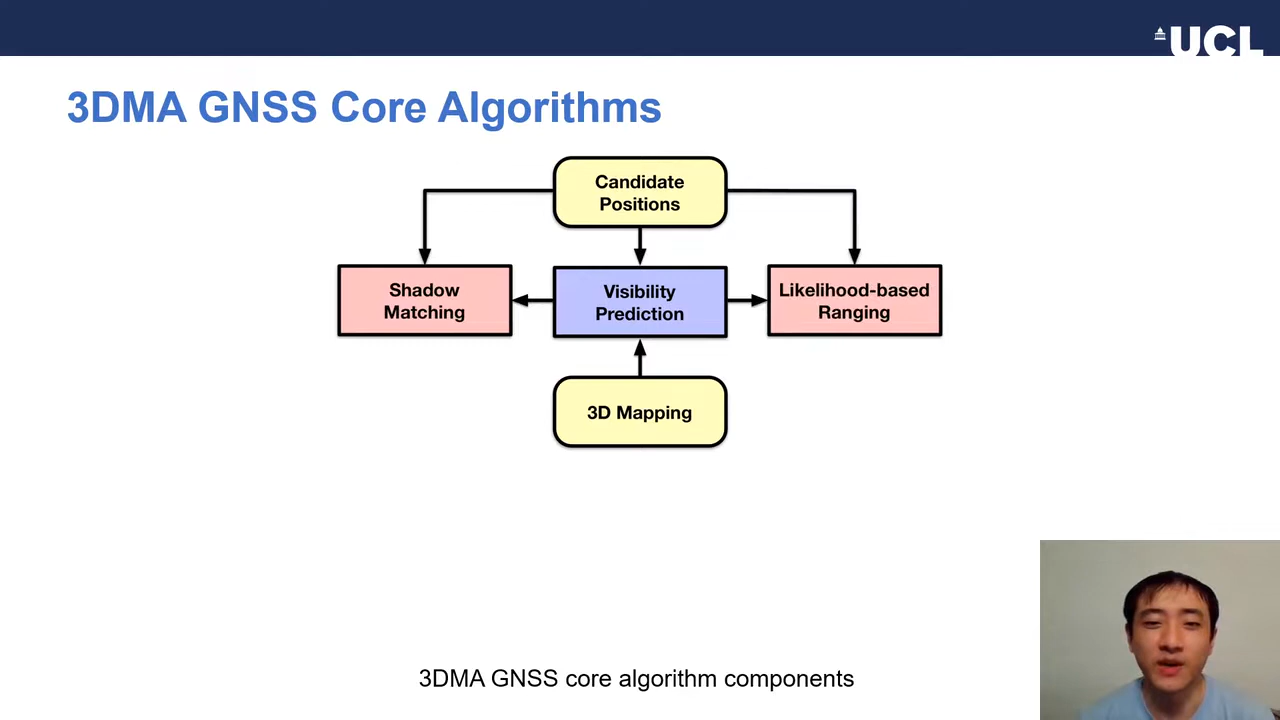 UCL
3DMA GNSS Core Algorithms
Candidate
Positions
Shadow
Matching
Visibility
Prediction
Likelihood-based
Ranging
3D Mapping
3DMA GNSS core algorithm components